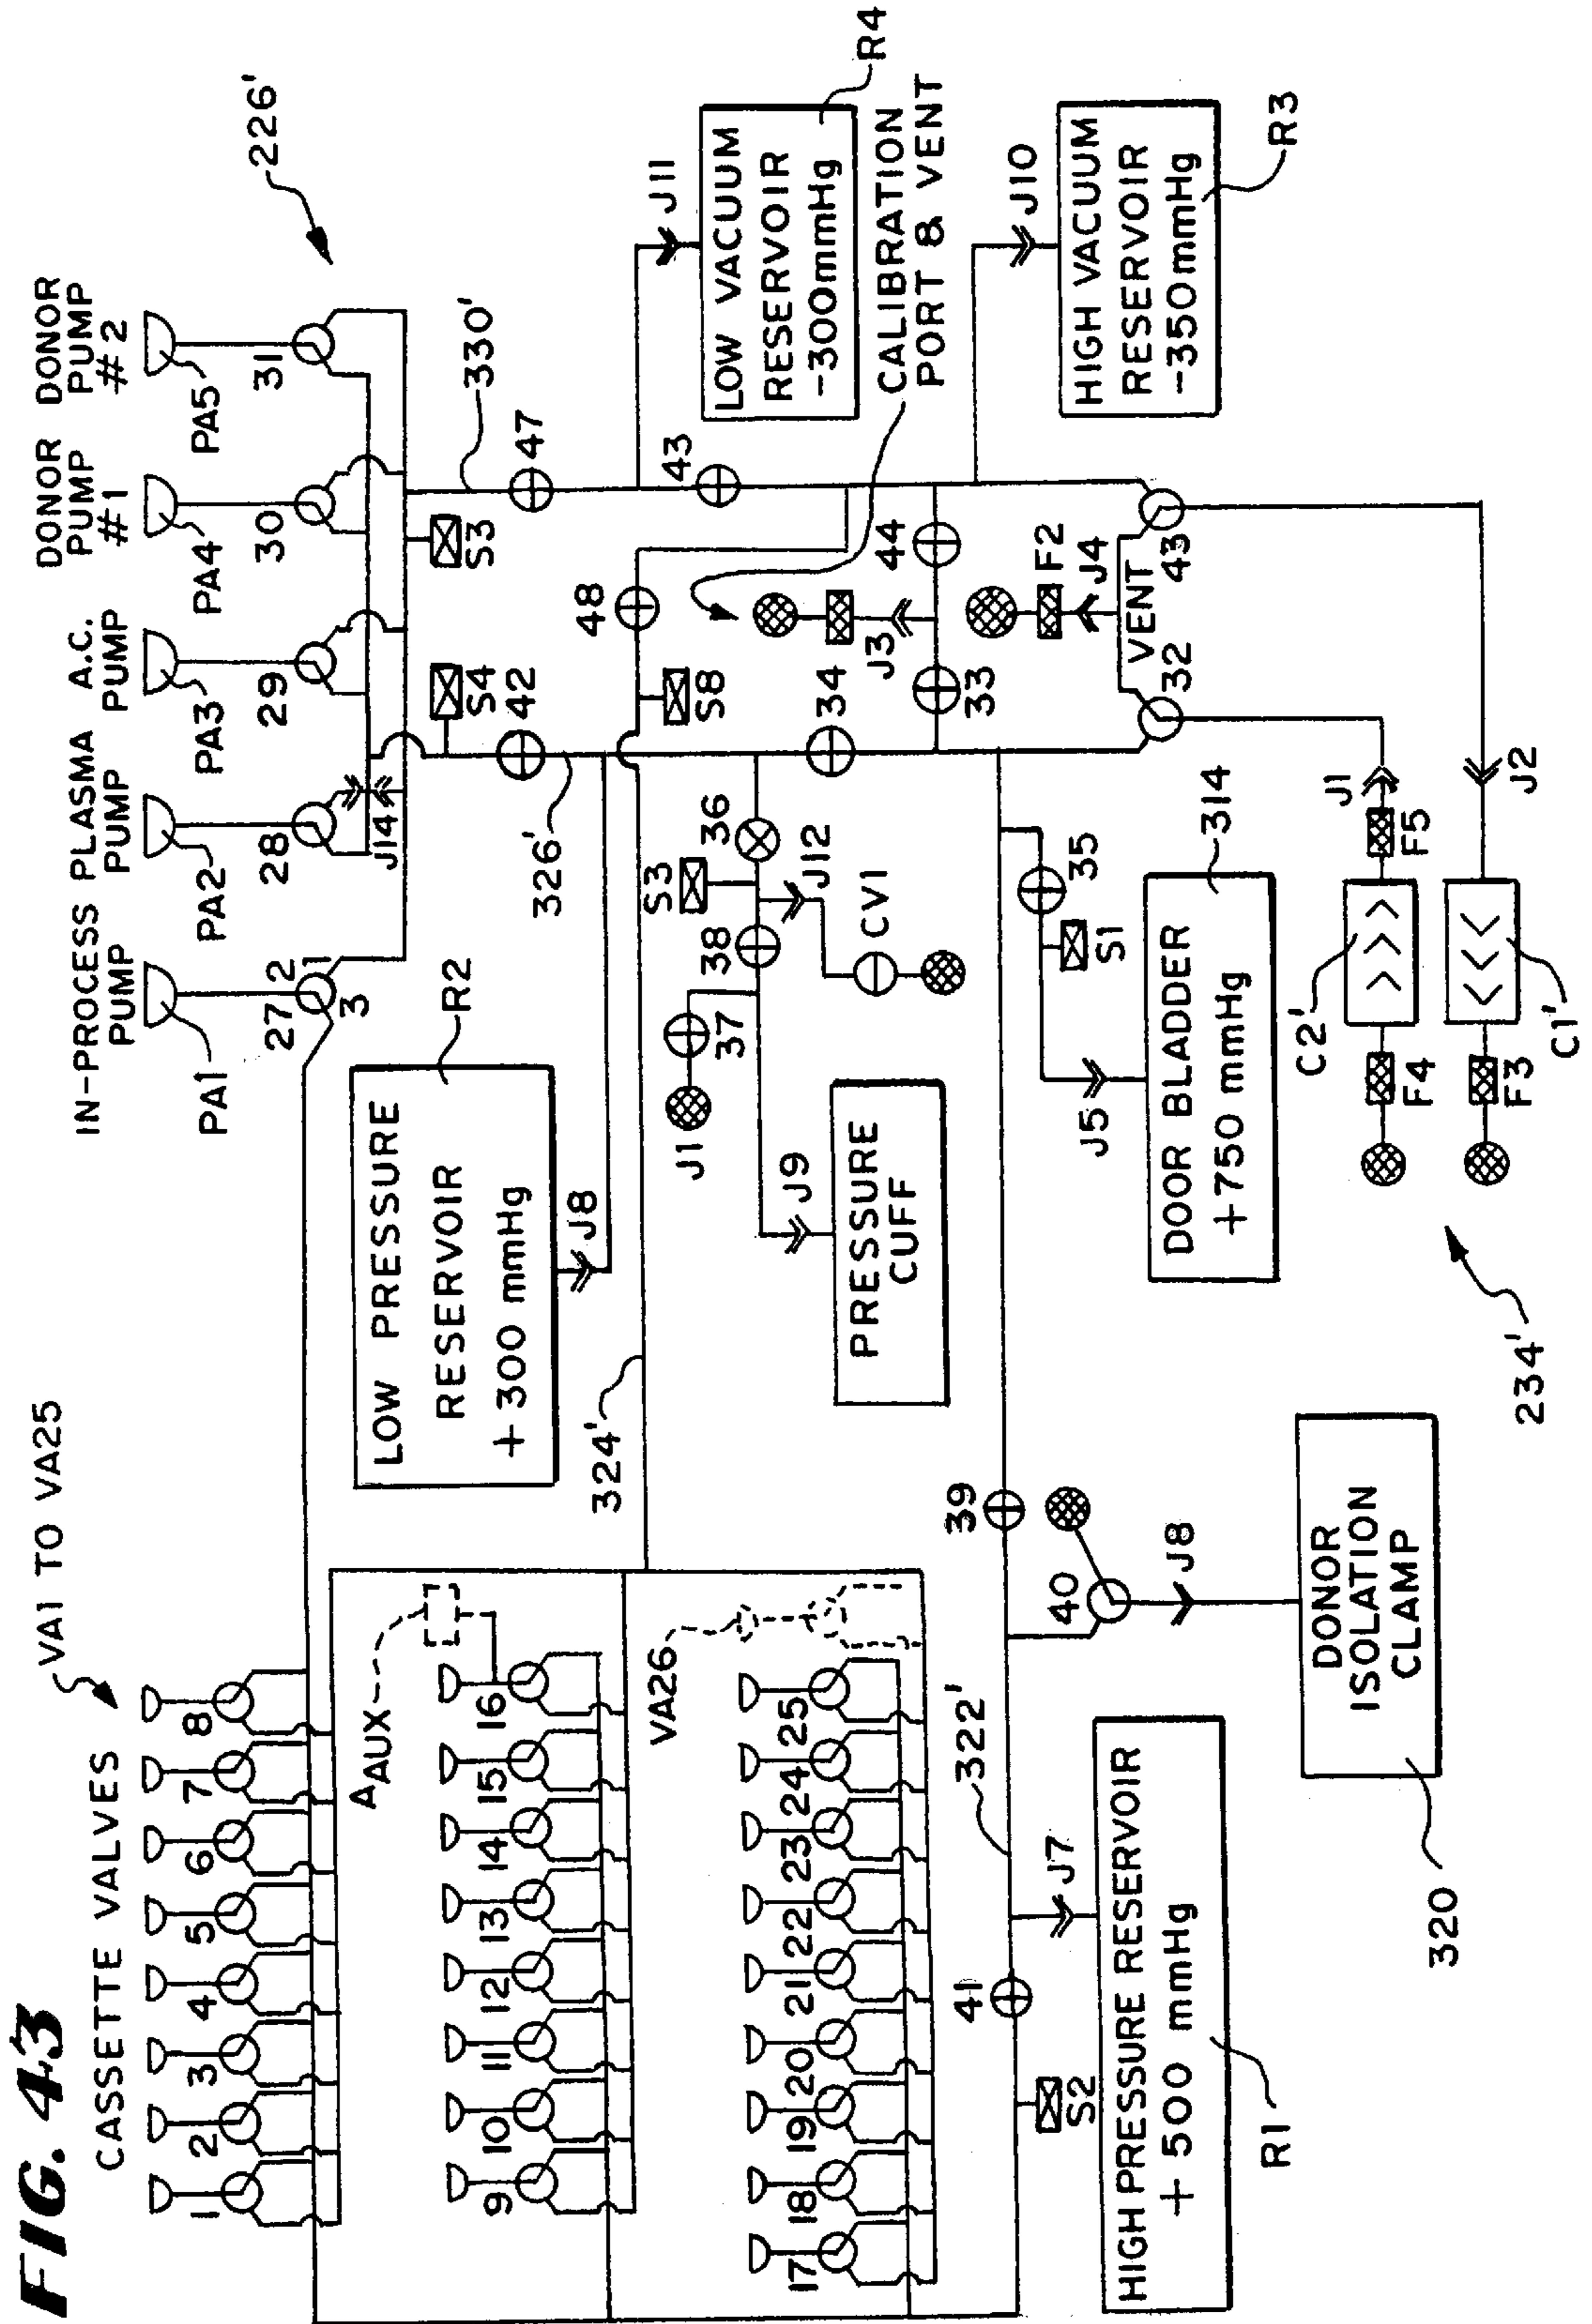 FIG. 43
CASSETTE VALVES
VA1 TO VA25
1
2
3
4
5
6
7
8
AAUX
9
10
11
12
13
14
15
16
VA26
17
18
19
20
21
22
23
24
25
IN-PROCESS PUMP
PLASMA PUMP
A.C. PUMP
DONOR PUMP #1
DONOR PUMP #2
226'
PA1
PA2
PA3
PA4
PA5
27
2
1
3
28
29
30
31
J14
S4
S3
330'
42
47
326'
LOW PRESSURE
RESERVOIR
+300 mmHg
R2
J8
324'
48
S8
J11
LOW VACUUM
RESERVOIR
-300mmHg
R4
CALIBRATION
PORT & VENT
43
J1
37
38
S3
36
J12
CV1
34
J3
33
44
J9
PRESSURE
CUFF
F2
J4
VENT
32
43
J10
HIGH VACUUM
RESERVOIR
-350mmHg
R3
35
S1
J5
DOOR BLADDER
+750 mmHg
314
39
40
J8
DONOR
ISOLATION
CLAMP
320
322'
41
S2
J7
HIGH PRESSURE RESERVOIR
+500 mmHg
R1
J1
F5
C2'
F4
J2
C1'
F3
234'